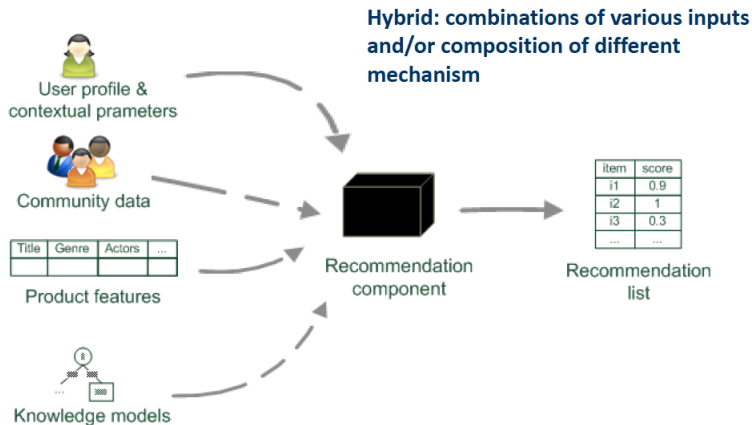 Hybrid: combinations of various inputs
and/or composition of different
mechanism
User profile &
contextual prameters
Community data
Title Genre Actors ...
Product features
...
Knowledge models
Recommendation
component
item score
i1 0.9
i2 1
i3 0.3
... ...
Recommendation
list